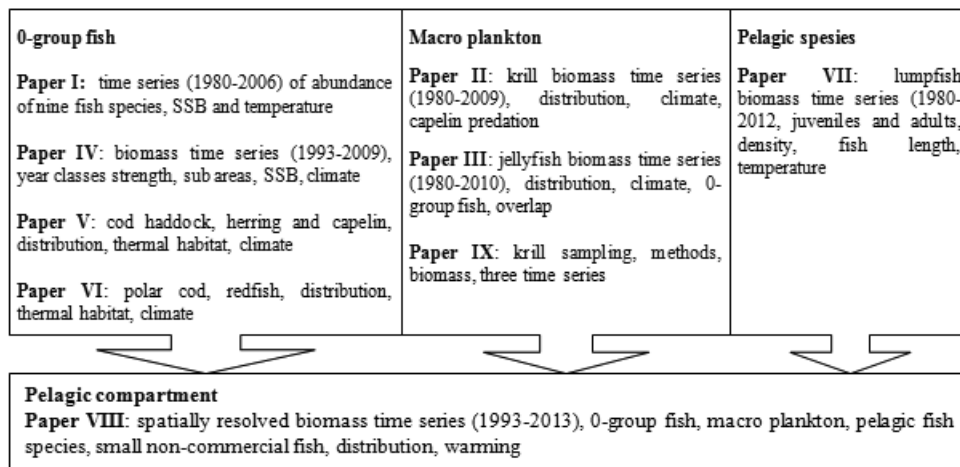 0-group fish
Paper I: time series (1980-2006) of abundance
of nine fish species, SSB and temperature
Paper IV: biomass time series (1993-2009),
year classes strength, sub areas, SSB, climate
Paper V: cod haddock, herring and capelin,
distribution, thermal habitat, climate
Paper VI: polar cod, redfish, distribution,
thermal habitat, climate
Macro plankton
Paper II: krill biomass time series
(1980-2009), distribution, climate,
capelin predation
Paper III: jellyfish biomass time series
(1980-2010), distribution, climate, 0-
group fish, overlap
Paper IX: krill sampling, methods,
biomass, three time series
Pelagic spesies
Paper VII: lumpfish
biomass time series (1980-
2012, juveniles and adults,
density, fish length,
temperature
Pelagic compartment
Paper VIII: spatially resolved biomass time series (1993-2013), 0-group fish, macro plankton, pelagic fish
species, small non-commercial fish, distribution, warming